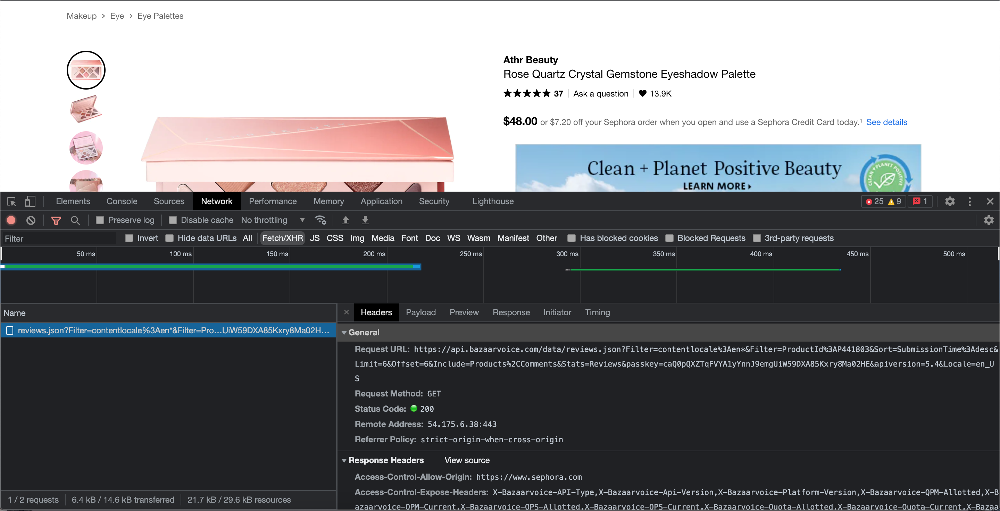 Makeup > Eye > Eye Palettes
Athr Beauty
Rose Quartz Crystal Gemstone Eyeshadow Palette
37 Ask a question 13.9K
$48.00 or $7.20 off your Sephora order when you open and use a Sephora Credit Card today.¹ See details
ATHR BEAUTY
Clean + Planet Positive Beauty
LEARN MORE
CLEAN + PLANET POSITIVE
Elements Console Sources Network Performance Memory Application Security Lighthouse 25 9 1
Preserve log Disable cache No throttling
Filter Invert Hide data URLs All Fetch/XHR JS CSS Img Media Font Doc WS Wasm Manifest Other Has blocked cookies Blocked Requests 3rd-party requests
50 ms 100 ms 150 ms 200 ms 250 ms 300 ms 350 ms 400 ms 450 ms 500 ms
Name
Headers Payload Preview Response Initiator Timing
reviews.json?Filter=contentlocale%3Aen*&Filter=Pro…UiW59DXA85Kxry8Ma02H…
General
Request URL: https://api.bazaarvoice.com/data/reviews.json?Filter=contentlocale%3Aen*&Filter=ProductId%3AP441803&Sort=SubmissionTime%3Adesc&
Limit=6&Offset=6&Include=Products%2CComments&Stats=Reviews&passkey=caQ0pQXZTqFVYA1yYnnJ9emgUiW59DXA85Kxry8Ma02HE&apiversion=5.4&Locale=en_U
S
Request Method: GET
Status Code: 200
Remote Address: 54.175.6.38:443
Referrer Policy: strict-origin-when-cross-origin
Response Headers View source
Access-Control-Allow-Origin: https://www.sephora.com
Access-Control-Expose-Headers: X-Bazaarvoice-API-Type,X-Bazaarvoice-Api-Version,X-Bazaarvoice-Platform-Version,X-Bazaarvoice-QPM-Allotted,X-B
azaarvoice-QPM-Current,X-Bazaarvoice-QPS-Allotted,X-Bazaarvoice-QPS-Current,X-Bazaarvoice-Quota-Allotted,X-Bazaarvoice-Quota-Current,X-Bazaa
1 / 2 requests 6.4 kB / 14.6 kB transferred 21.7 kB / 29.6 kB resources